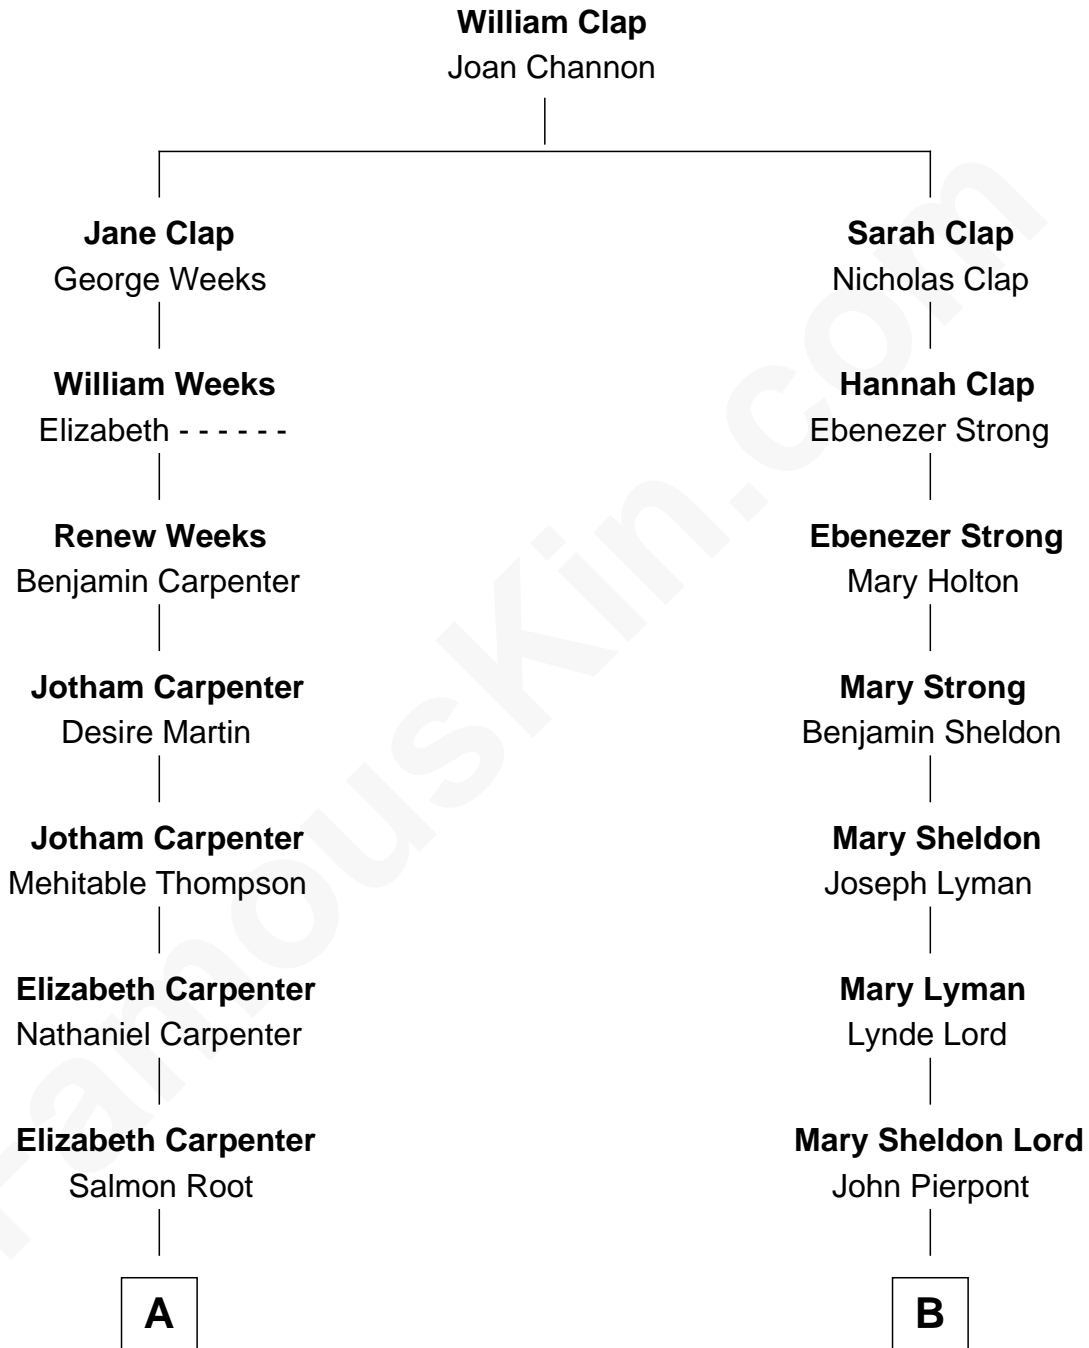 William Clap
Joan Channon
Jane Clap
George Weeks
William Weeks
Elizabeth - - - - - -
Renew Weeks
Benjamin Carpenter
Jotham Carpenter
Desire Martin
Jotham Carpenter
Mehitable Thompson
Elizabeth Carpenter
Nathaniel Carpenter
Elizabeth Carpenter
Salmon Root
A
Sarah Clap
Nicholas Clap
Hannah Clap
Ebenezer Strong
Ebenezer Strong
Mary Holton
Mary Strong
Benjamin Sheldon
Mary Sheldon
Joseph Lyman
Mary Lyman
Lynde Lord
Mary Sheldon Lord
John Pierpont
B
FamousKin.com